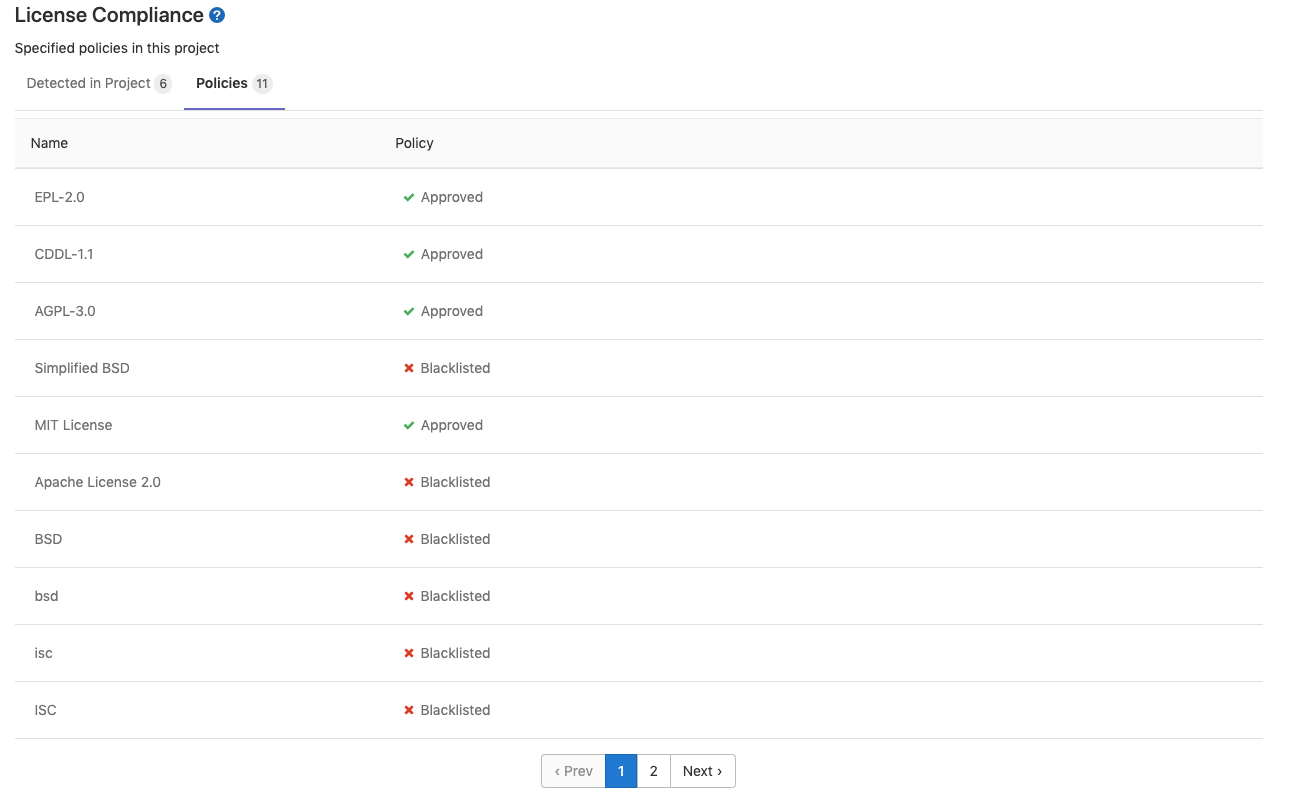 License Compliance ?
Specified policies in this project
Detected in Project 6 Policies 11
Name Policy
EPL-2.0 Approved
CDDL-1.1 Approved
AGPL-3.0 Approved
Simplified BSD Blacklisted
MIT License Approved
Apache License 2.0 Blacklisted
BSD Blacklisted
bsd Blacklisted
isc Blacklisted
ISC Blacklisted
‹ Prev 1 2 Next ›